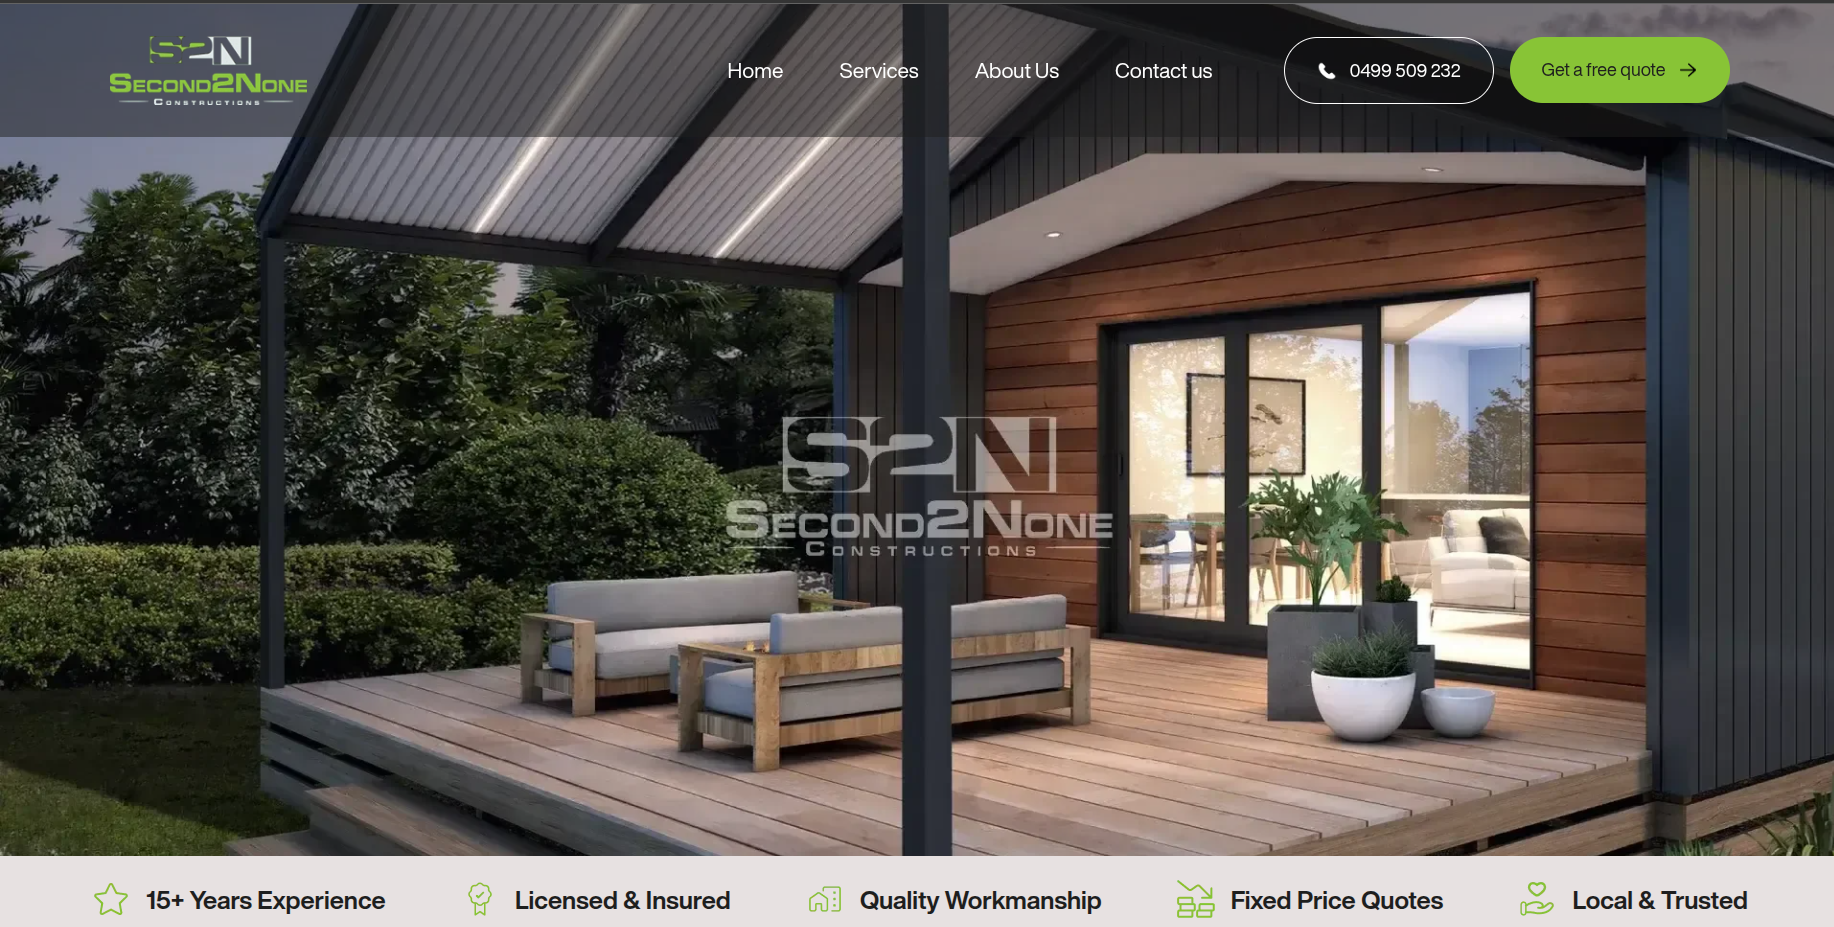 S2N
SECOND2NONE
CONSTRUCTIONS
Home
Services
About Us
Contact us
0499 509 232
Get a free quote
S2N
SECOND2NONE
CONSTRUCTIONS
15+ Years Experience
Licensed & Insured
Quality Workmanship
Fixed Price Quotes
Local & Trusted